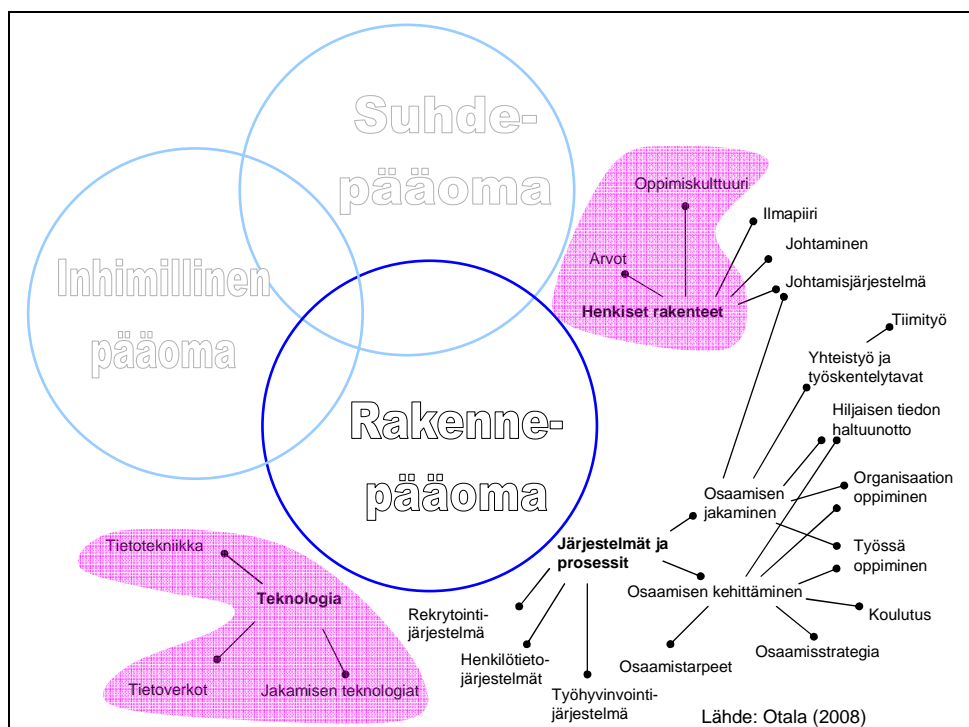 Suhde-
pääoma
Inhimillinen
pääoma
Rakenne-
pääoma
Oppimiskulttuuri
Arvot
Henkiset rakenteet
Ilmapiiri
Johtaminen
Johtamisjärjestelmä
Tiimityö
Yhteistyö ja
työskentelytavat
Hiljaisen tiedon
haltuunotto
Osaamisen
jakaminen
Organisaation
oppiminen
Työssä
oppiminen
Järjestelmät ja
prosessit
Osaamisen kehittäminen
Koulutus
Osaamisstrategia
Osaamistarpeet
Rekrytointi-
järjestelmä
Henkilötieto-
järjestelmät
Työhyvinvointi-
järjestelmä
Tietotekniikka
Teknologia
Tietoverkot
Jakamisen teknologiat
Lähde: Otala (2008)